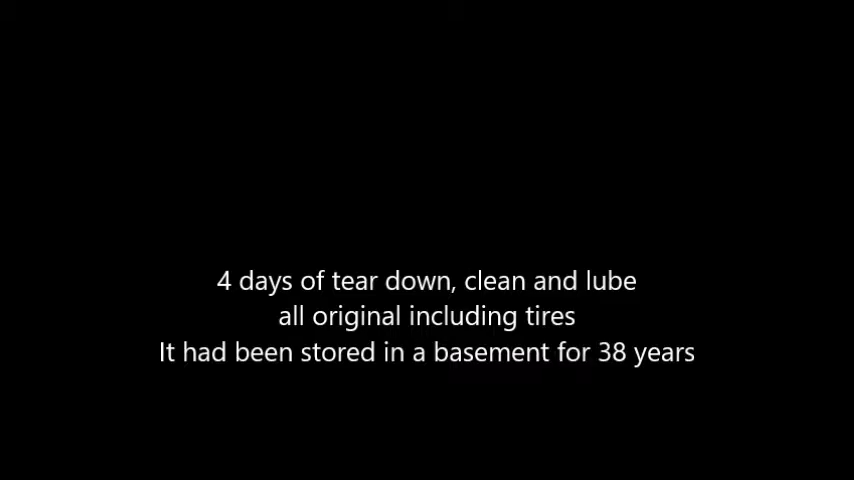 4 days of tear down, clean and lube
all original including tires
It had been stored in a basement for 38 years